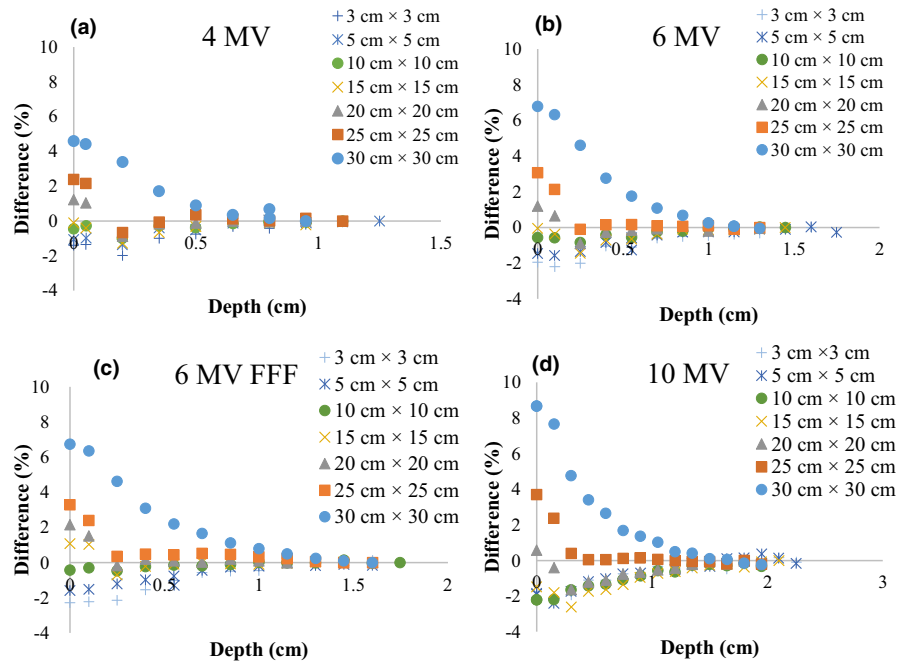 (a)
4 MV
3 cm × 3 cm
5 cm × 5 cm
10 cm × 10 cm
15 cm × 15 cm
20 cm × 20 cm
25 cm × 25 cm
30 cm × 30 cm
Difference (%)
10
8
6
4
2
0
-2
-4
0
0.5
1
1.5
Depth (cm)
(b)
6 MV
3 cm × 3 cm
5 cm × 5 cm
10 cm × 10 cm
15 cm × 15 cm
20 cm × 20 cm
25 cm × 25 cm
30 cm × 30 cm
Difference (%)
10
8
6
4
2
0
-2
-4
0
0.5
1
1.5
2
Depth (cm)
(c)
6 MV FFF
3 cm × 3 cm
5 cm × 5 cm
10 cm × 10 cm
15 cm × 15 cm
20 cm × 20 cm
25 cm × 25 cm
30 cm × 30 cm
Difference (%)
10
8
6
4
2
0
-2
-4
0
0.5
1
1.5
2
Depth (cm)
(d)
10 MV
3 cm ×3 cm
5 cm × 5 cm
10 cm × 10 cm
15 cm × 15 cm
20 cm × 20 cm
25 cm × 25 cm
30 cm × 30 cm
Difference (%)
10
8
6
4
2
0
-2
-4
0
1
2
3
Depth (cm)